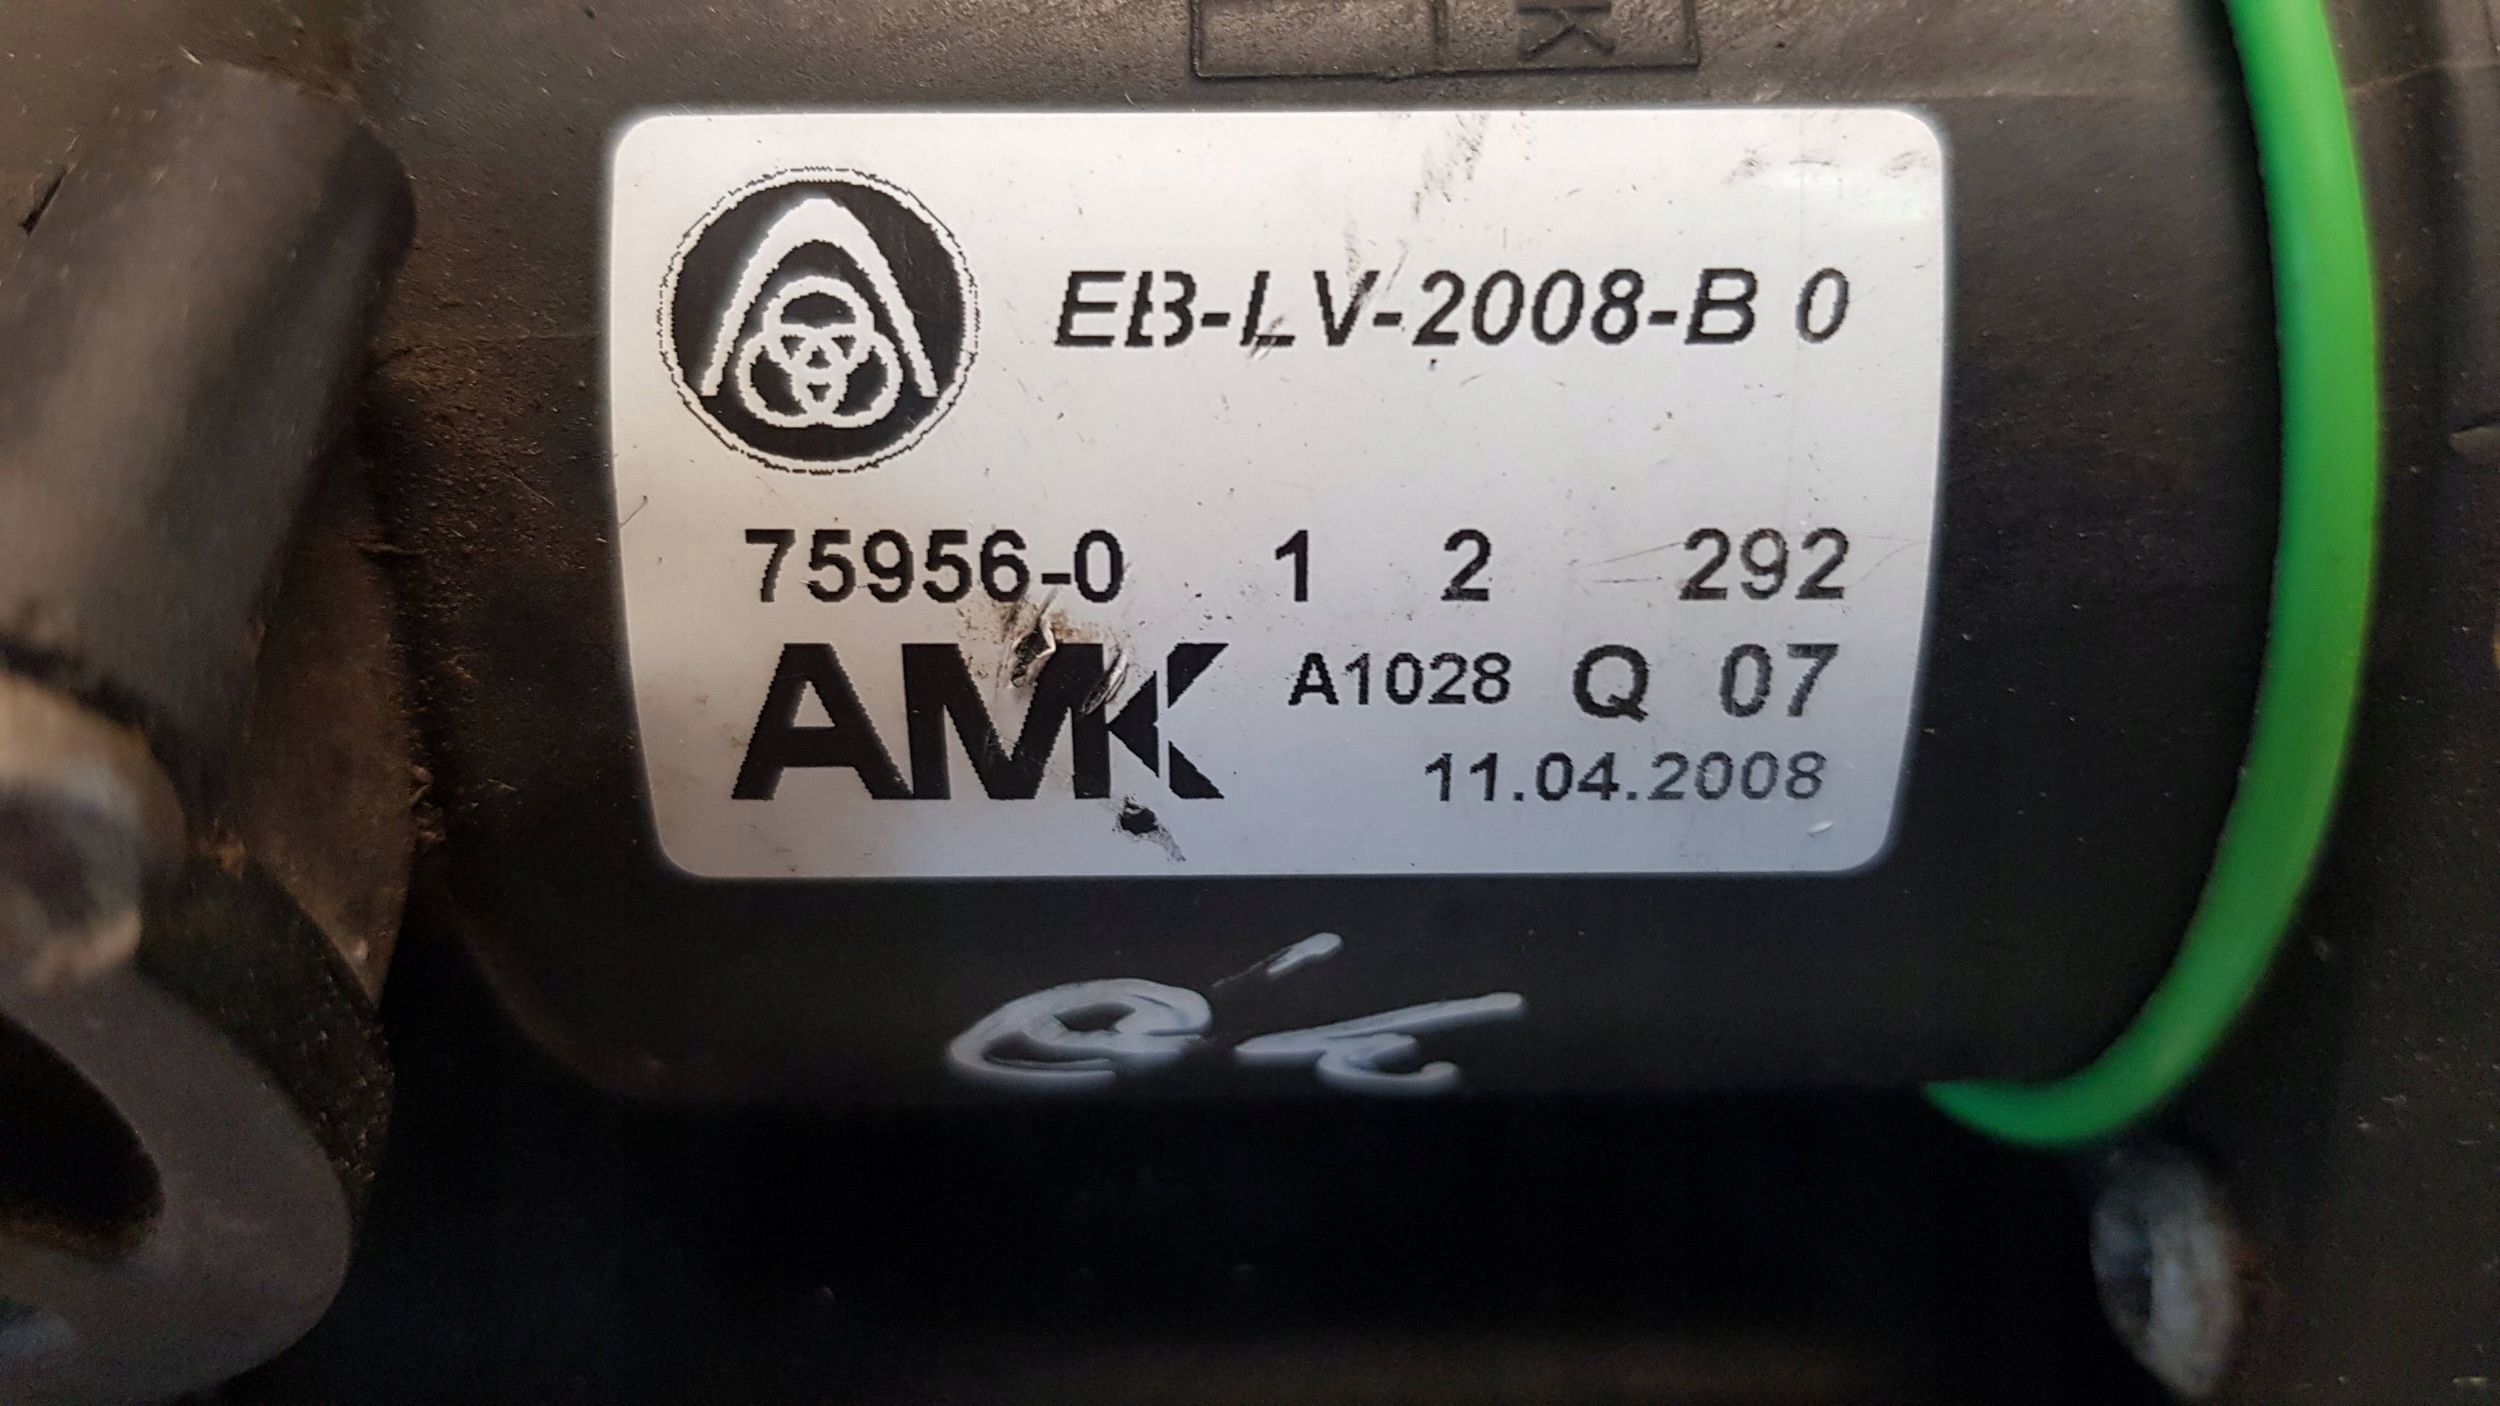 K
EB-LV-2008-B 0
75956-0 1 2 292
AMK A1028 Q 07
11.04.2008